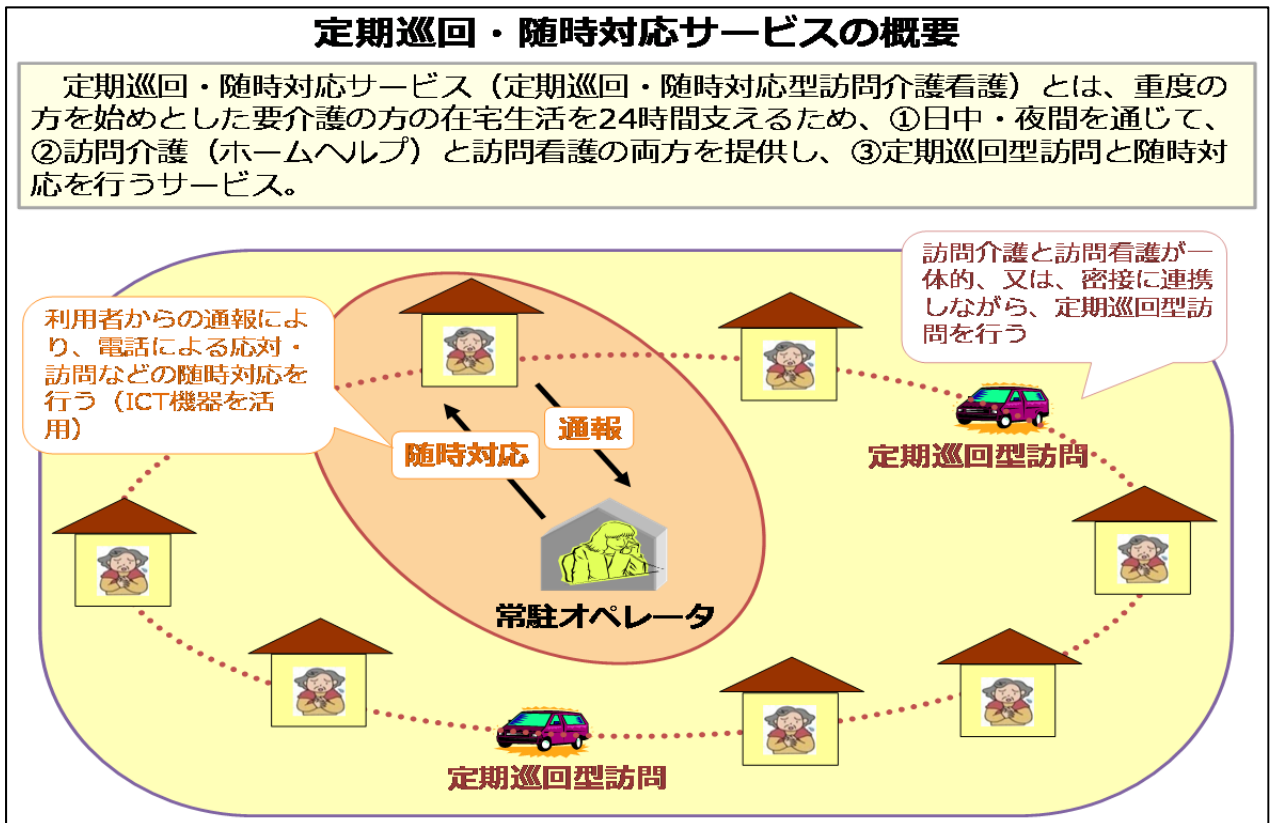 定期巡回・随時対応サービスの概要
定期巡回・随時対応サービス（定期巡回・随時対応型訪問介護看護）とは、重度の
方を始めとした要介護の方の在宅生活を24時間支えるため、①日中・夜間を通じて、
②訪問介護（ホームヘルプ）と訪問看護の両方を提供し、③定期巡回型訪問と随時対
応を行うサービス。
訪問介護と訪問看護が一
体的、又は、密接に連携
しながら、定期巡回型訪
問を行う
利用者からの通報によ
り、電話による応対・
訪問などの随時対応を
行う（ICT機器を活
用）
通報
随時対応
定期巡回型訪問
常駐オペレータ
定期巡回型訪問